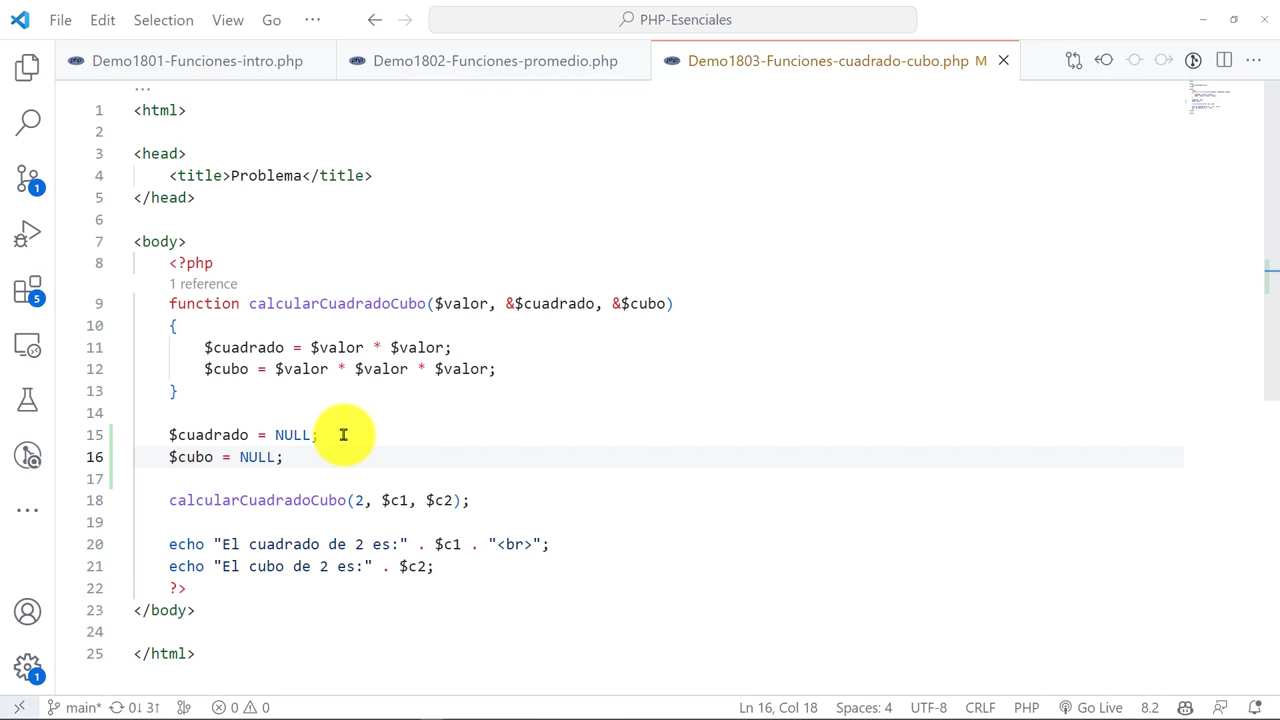 File Edit Selection View Go ··· PHP-Esenciales
Demo1801-Funciones-intro.php Demo1802-Funciones-promedio.php Demo1803-Funciones-cuadrado-cubo.php M
...
1 <html>
2
3 <head>
4 <title>Problema</title>
5 </head>
6
7 <body>
8 <?php
1 reference
9 function calcularCuadradoCubo($valor, &$cuadrado, &$cubo)
10 {
11 $cuadrado = $valor * $valor;
12 $cubo = $valor * $valor * $valor;
13 }
14
15 $cuadrado = NULL;
16 $cubo = NULL;
17
18 calcularCuadradoCubo(2, $c1, $c2);
19
20 echo "El cuadrado de 2 es:" . $c1 . "<br>";
21 echo "El cubo de 2 es:" . $c2;
22 ?>
23 </body>
24
25 </html>
1
5
1
main* 0↓ 3↑ 0 0 Ln 16, Col 18 Spaces: 4 UTF-8 CRLF PHP Go Live 8.2